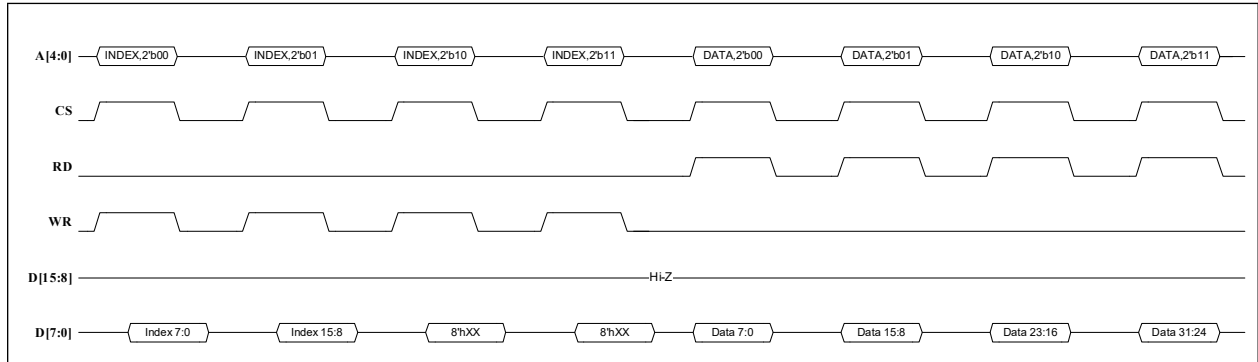 A[4:0] INDEX,2'b00 INDEX,2'b01 INDEX,2'b10 INDEX,2'b11 DATA,2'b00 DATA,2'b01 DATA,2'b10 DATA,2'b11
CS
RD
WR
D[15:8] Hi-Z
D[7:0] Index 7:0 Index 15:8 8'hXX 8'hXX Data 7:0 Data 15:8 Data 23:16 Data 31:24